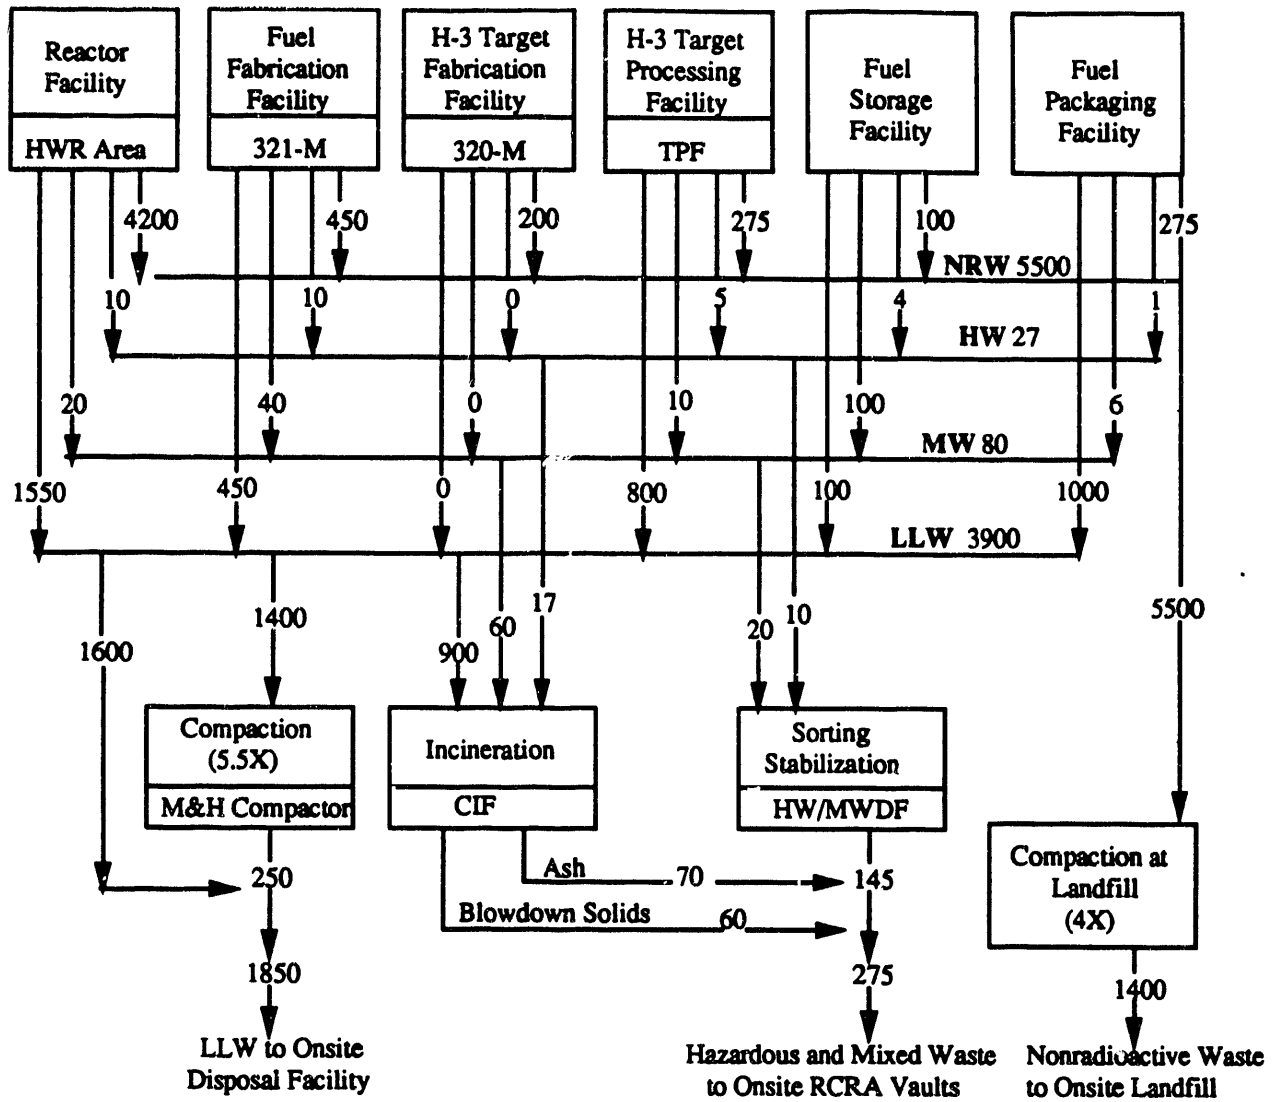 Reactor
Facility
HWR Area
Fuel
Fabrication
Facility
321-M
H-3 Target
Fabrication
Facility
320-M
H-3 Target
Processing
Facility
TPF
Fuel
Storage
Facility
Fuel
Packaging
Facility
4200
450
200
275
100
275
NRW 5500
10
10
0
5
4
1
HW 27
20
40
0
10
100
6
MW 80
1550
450
0
800
100
1000
LLW 3900
1600
1400
900
60
17
20
10
5500
Compaction
(5.5X)
M&H Compactor
Incineration
CIF
Sorting
Stabilization
HW/MWDF
Compaction at
Landfill
(4X)
250
Ash 70
145
Blowdown Solids 60
1850
275
1400
LLW to Onsite
Disposal Facility
Hazardous and Mixed Waste
to Onsite RCRA Vaults
Nonradioactive Waste
to Onsite Landfill